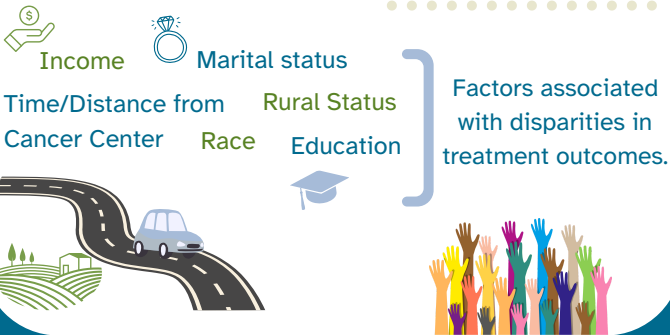 $
Income
Marital status
Time/Distance from
Cancer Center
Rural Status
Race
Education
Factors associated
with disparities in
treatment outcomes.